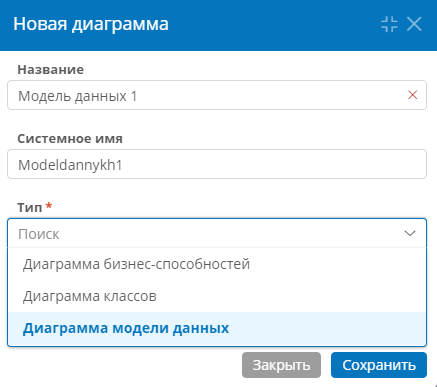 Новая диаграмма
Название
Модель данных 1
Системное имя
Modeldannykh1
Тип *
Поиск
Диаграмма бизнес-способностей
Диаграмма классов
Диаграмма модели данных
Закрыть Сохранить